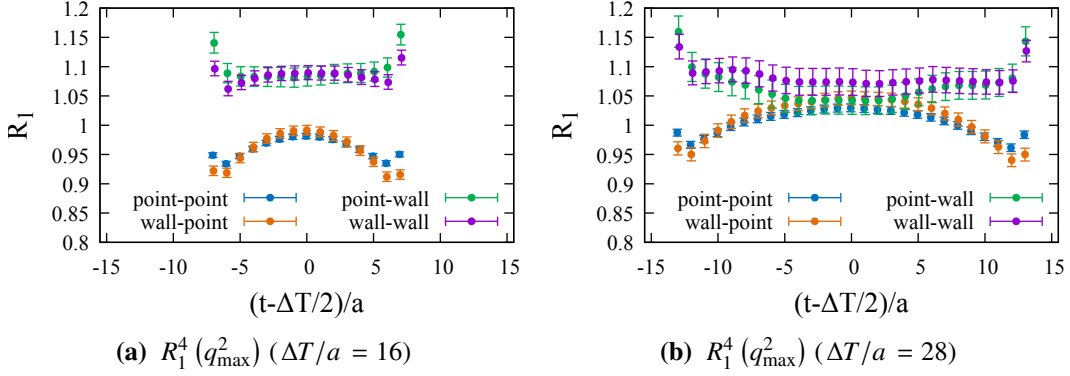 1.2
1.15
1.1
1.05
1
0.95
0.9
0.85
0.8
R1
point-point
wall-point
point-wall
wall-wall
-15 -10 -5 0 5 10 15
(t-ΔT/2)/a
(a) R₁⁴ (q²max) (ΔT/a = 16)
1.2
1.15
1.1
1.05
1
0.95
0.9
0.85
0.8
R1
point-point
wall-point
point-wall
wall-wall
-15 -10 -5 0 5 10 15
(t-ΔT/2)/a
(b) R₁⁴ (q²max) (ΔT/a = 28)